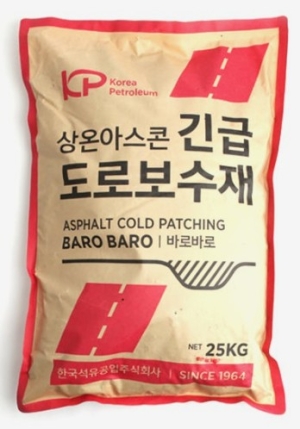 KP Korea
Petroleum
상온아스콘 긴급
도로보수재
ASPHALT COLD PATCHING
BARO BARO | 바로바로
NET 25KG
한국석유공업주식회사 | SINCE 1964